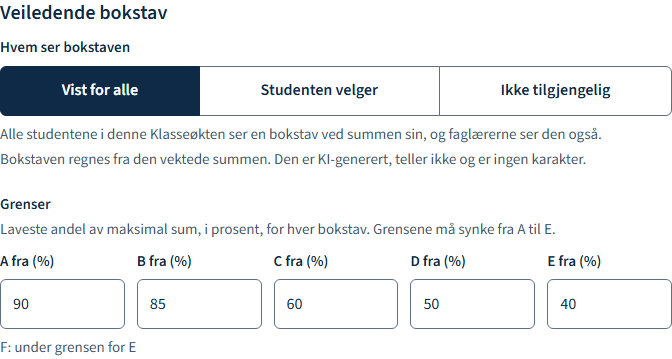 Veiledende bokstav
Hvem ser bokstaven
Vist for alle
Studenten velger
Ikke tilgjengelig
Alle studentene i denne Klasseøkten ser en bokstav ved summen sin, og faglærerne ser den også.
Bokstaven regnes fra den vektede summen. Den er KI-generert, teller ikke og er ingen karakter.
Grenser
Laveste andel av maksimal sum, i prosent, for hver bokstav. Grensene må synke fra A til E.
A fra (%)
B fra (%)
C fra (%)
D fra (%)
E fra (%)
90
85
60
50
40
F: under grensen for E